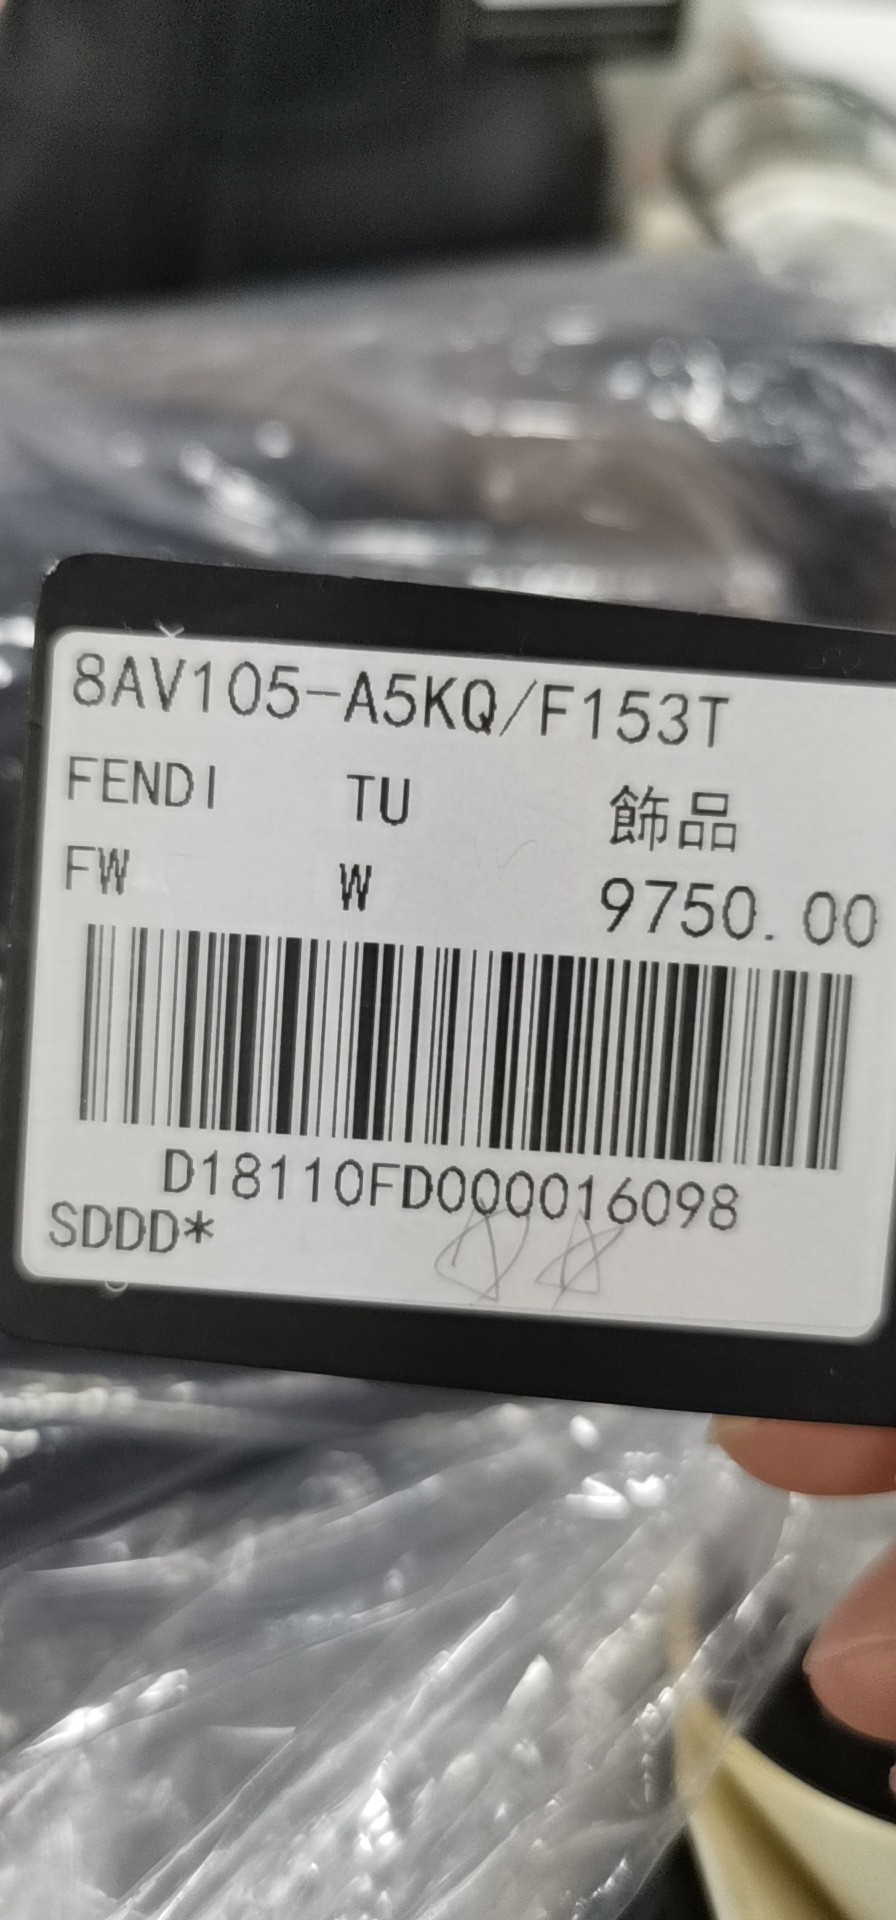 8AV105-A5KQ/F153T
FENDI TU 飾品
FW W 9750.00
D18110FD000016098
SDDD*